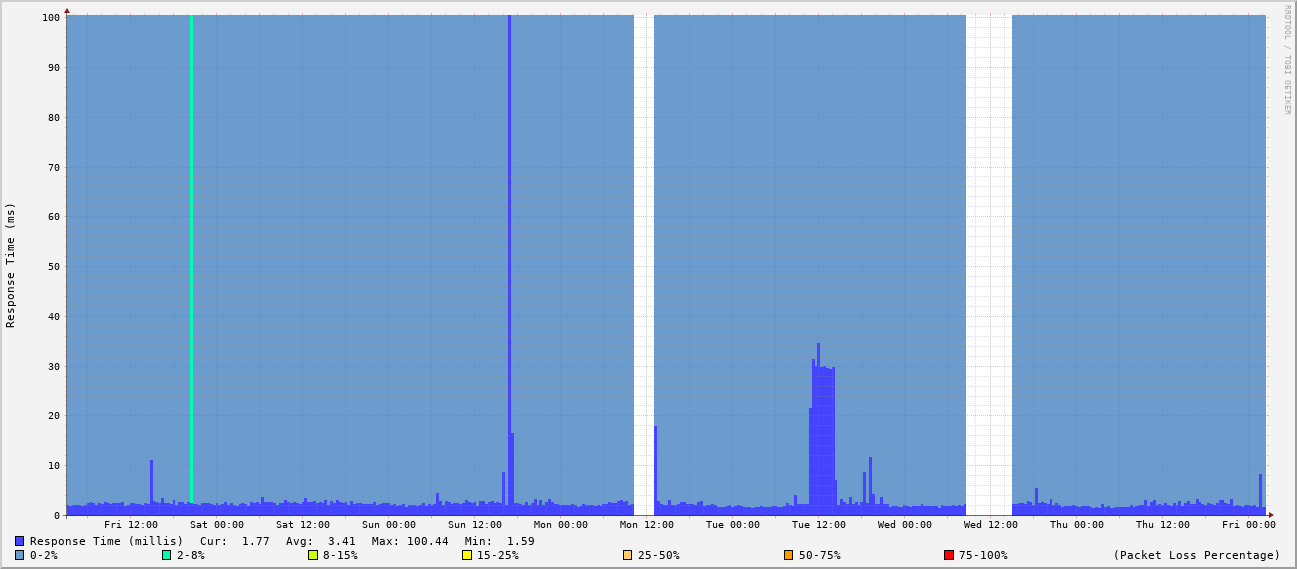 RRDTOOL / TOBI OETIKER
Response Time (ms)
100
90
80
70
60
50
40
30
20
10
0
Fri 12:00 Sat 00:00 Sat 12:00 Sun 00:00 Sun 12:00 Mon 00:00 Mon 12:00 Tue 00:00 Tue 12:00 Wed 00:00 Wed 12:00 Thu 00:00 Thu 12:00 Fri 00:00
Response Time (millis) Cur: 1.77 Avg: 3.41 Max: 100.44 Min: 1.59
0-2% 2-8% 8-15% 15-25% 25-50% 50-75% 75-100% (Packet Loss Percentage)